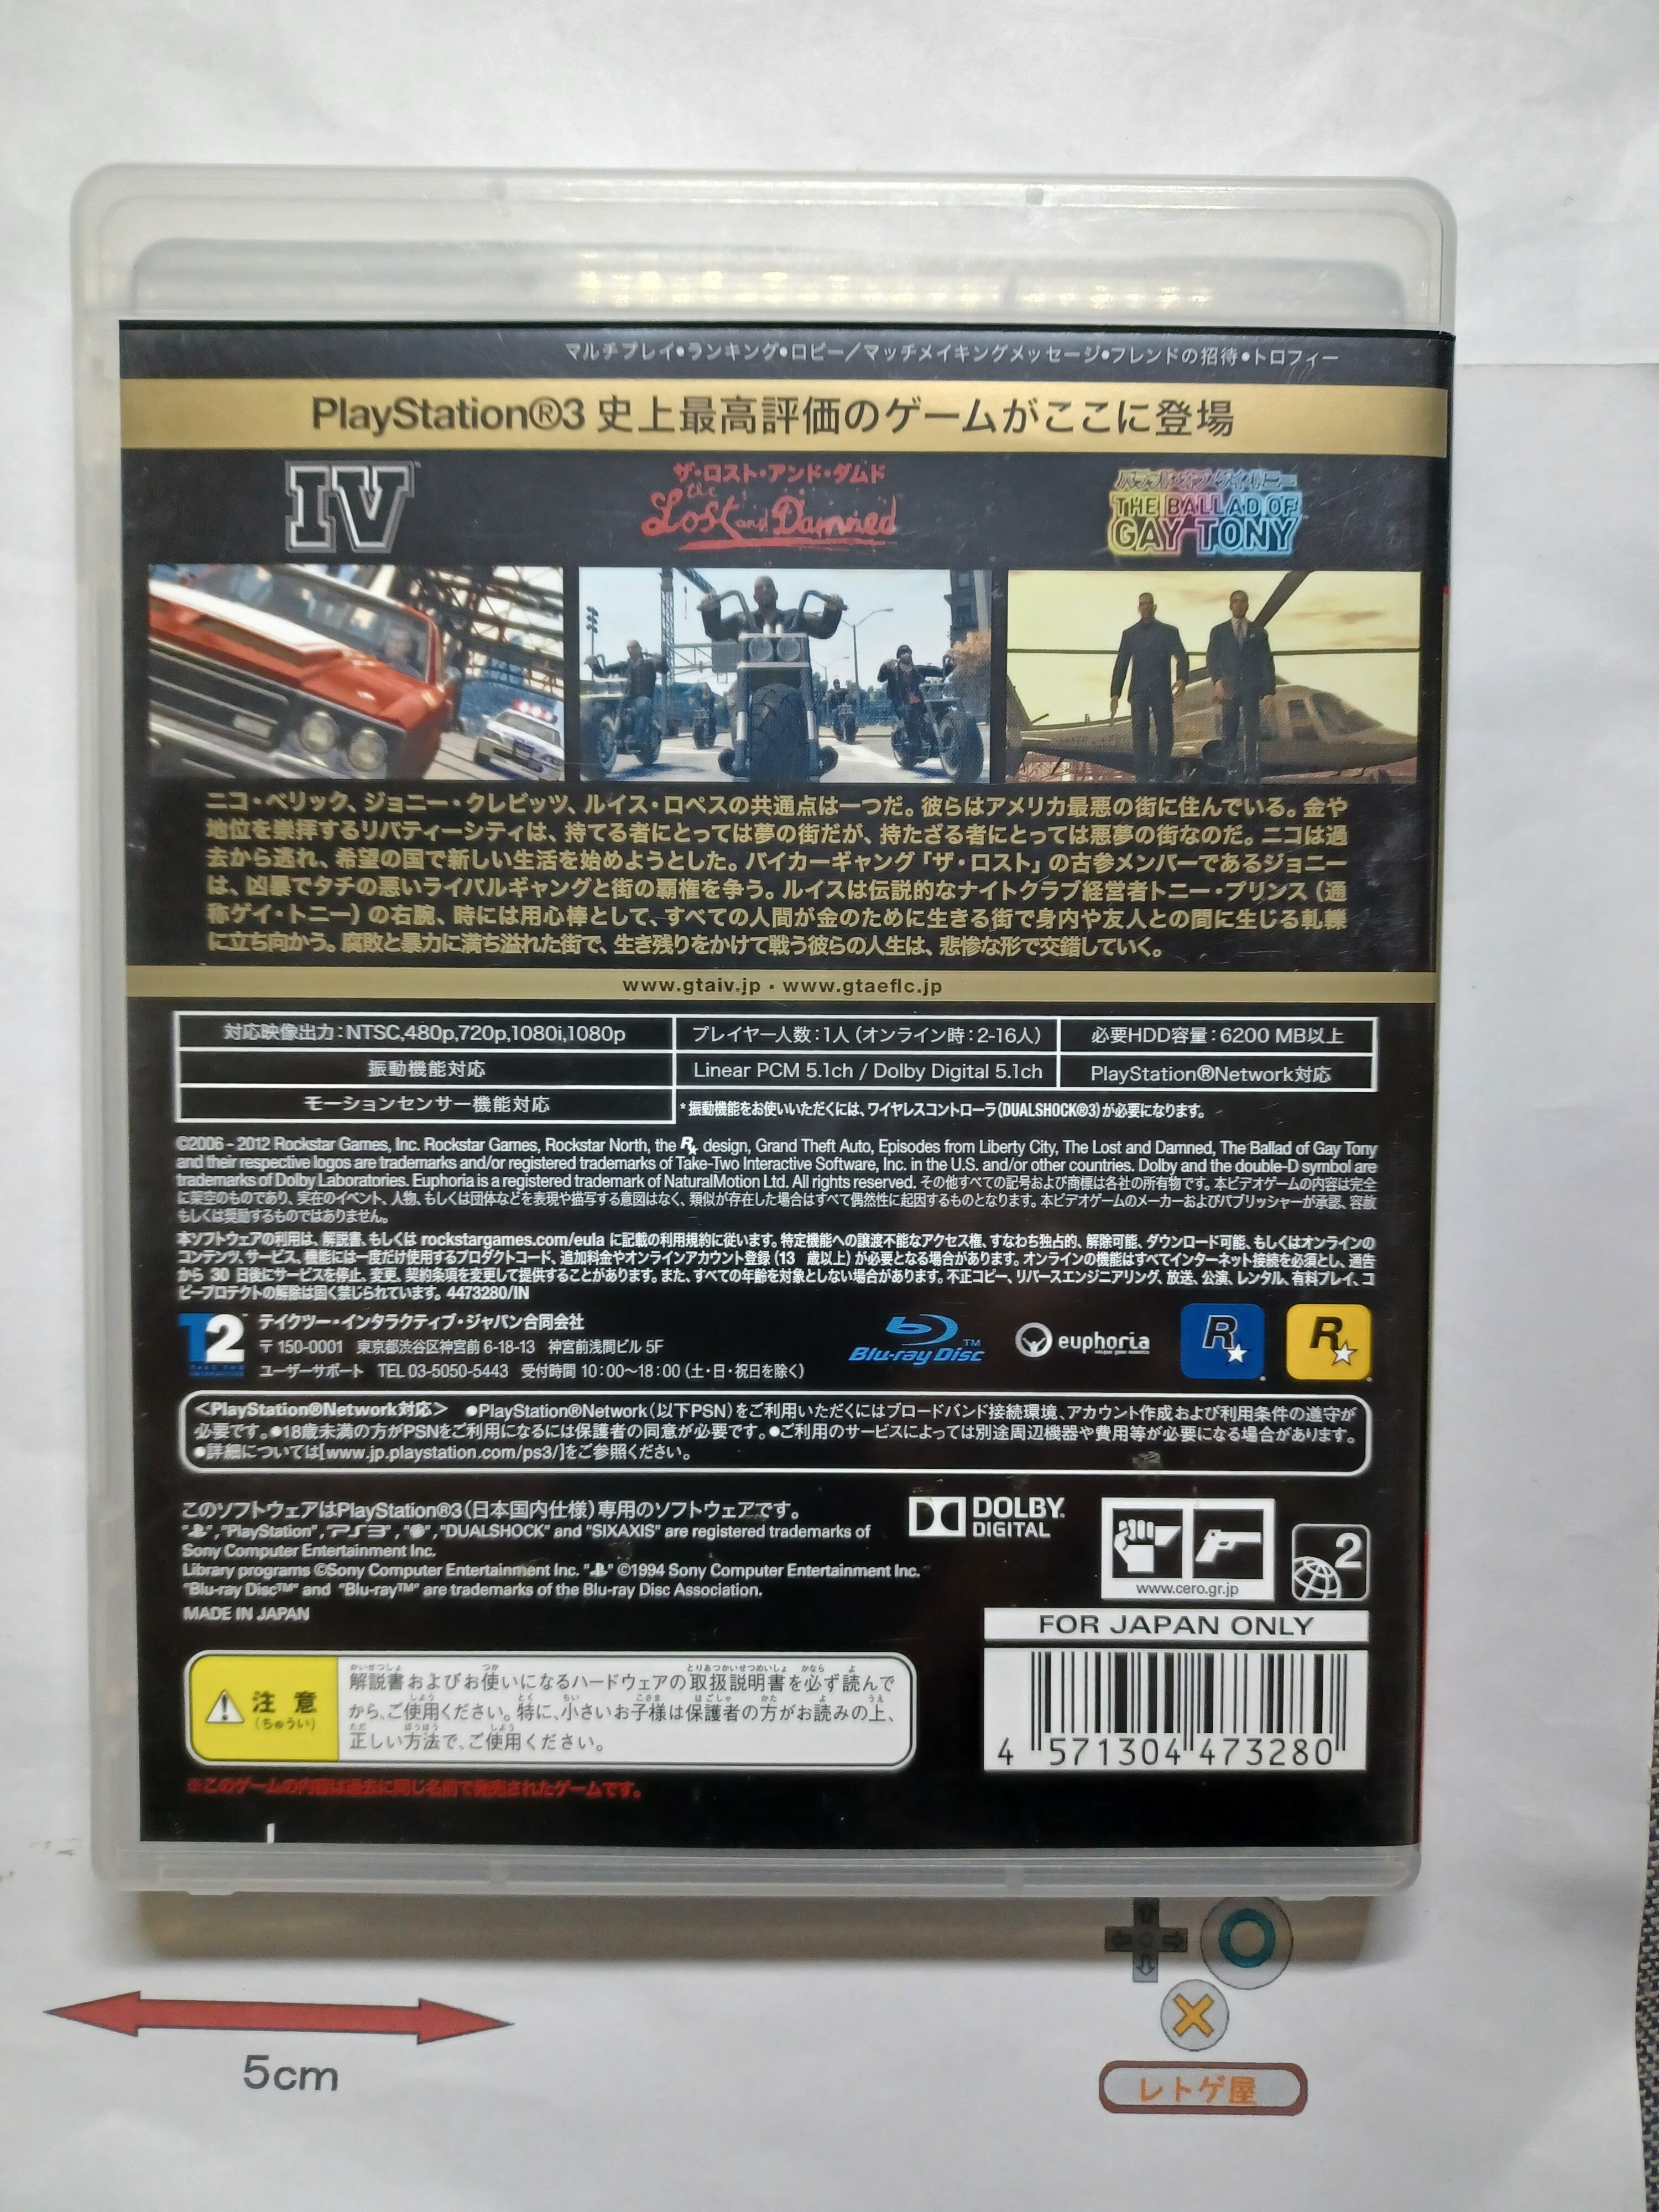 マルチプレイ●ランキング●ロビー／マッチメイキングメッセージ●フレンドの招待●トロフィー
PlayStation®3 史上最高評価のゲームがここに登場
IV
ザ・ロスト・アンド・ダムド
the Lost and Damned
バラッド・オブ・ゲイ・トニー
THE BALLAD OF
GAY TONY
ニコ・ベリック、ジョニー・クレビッツ、ルイス・ロペスの共通点は一つだ。彼らはアメリカ最悪の街に住んでいる。金や
地位を崇拝するリバティーシティは、持てる者にとっては夢の街だが、持たざる者にとっては悪夢の街なのだ。ニコは過
去から逃れ、希望の国で新しい生活を始めようとした。バイカーギャング「ザ・ロスト」の古参メンバーであるジョニー
は、凶暴でタチの悪いライバルギャングと街の覇権を争う。ルイスは伝説的なナイトクラブ経営者トニー・プリンス（通
称ゲイ・トニー）の右腕、時には用心棒として、すべての人間が金のために生きる街で身内や友人との間に生じる軋轢
に立ち向かう。腐敗と暴力に満ち溢れた街で、生き残りをかけて戦う彼らの人生は、悲惨な形で交錯していく。
www.gtaiv.jp • www.gtaeflc.jp
対応映像出力：NTSC,480p,720p,1080i,1080p
プレイヤー人数：1人（オンライン時：2-16人）
必要HDD容量：6200 MB以上
振動機能対応
Linear PCM 5.1ch / Dolby Digital 5.1ch
PlayStation®Network対応
モーションセンサー機能対応
*振動機能をお使いいただくには、ワイヤレスコントローラ（DUALSHOCK®3）が必要になります。
©2006 - 2012 Rockstar Games, Inc. Rockstar Games, Rockstar North, the R★ design, Grand Theft Auto, Episodes from Liberty City, The Lost and Damned, The Ballad of Gay Tony
and their respective logos are trademarks and/or registered trademarks of Take-Two Interactive Software, Inc. in the U.S. and/or other countries. Dolby and the double-D symbol are
trademarks of Dolby Laboratories. Euphoria is a registered trademark of NaturalMotion Ltd. All rights reserved. その他すべての記号および商標は各社の所有物です。本ビデオゲームの内容は完全
に架空のものであり、実在のイベント、人物、もしくは団体などを表現や描写する意図はなく、類似が存在した場合はすべて偶然性に起因するものとなります。本ビデオゲームのメーカーおよびパブリッシャーが承認、容赦
もしくは奨励するものではありません。
本ソフトウェアの利用は、解説書、もしくは rockstargames.com/eula に記載の利用規約に従います。特定機能への譲渡不能なアクセス権、すなわち独占的、解除可能、ダウンロード可能、もしくはオンラインの
コンテンツ、サービス、機能には一度だけ使用するプロダクトコード、追加料金やオンラインアカウント登録（13 歳以上）が必要となる場合があります。オンラインの機能はすべてインターネット接続を必須とし、通告
から 30 日後にサービスを停止、変更、契約条項を変更して提供することがあります。また、すべての年齢を対象としない場合があります。不正コピー、リバースエンジニアリング、放送、公演、レンタル、有料プレイ、コ
ピープロテクトの解除は固く禁じられています。4473280/IN
T2
テイクツー・インタラクティブ・ジャパン合同会社
〒150-0001 東京都渋谷区神宮前 6-18-13 神宮前浅間ビル 5F
ユーザーサポート TEL 03-5050-5443 受付時間 10：00～18：00（土・日・祝日を除く）
Blu-ray Disc™
euphoria
R★
R★
＜PlayStation®Network対応＞ ●PlayStation®Network（以下PSN）をご利用いただくにはブロードバンド接続環境、アカウント作成および利用条件の遵守が
必要です。●18歳未満の方がPSNをご利用になるには保護者の同意が必要です。●ご利用のサービスによっては別途周辺機器や費用等が必要になる場合があります。
●詳細については[www.jp.playstation.com/ps3/]をご参照ください。
このソフトウェアはPlayStation®3（日本国内仕様）専用のソフトウェアです。
"PlayStation", "PS3", "DUALSHOCK" and "SIXAXIS" are registered trademarks of
Sony Computer Entertainment Inc.
Library programs ©Sony Computer Entertainment Inc. ©1994 Sony Computer Entertainment Inc.
"Blu-ray Disc™" and "Blu-ray™" are trademarks of the Blu-ray Disc Association.
MADE IN JAPAN
DOLBY
DIGITAL
www.cero.gr.jp
2
FOR JAPAN ONLY
4 571304 473280
注意
（ちゅうい）
解説書およびお使いになるハードウェアの取扱説明書を必ず読んで
から、ご使用ください。特に、小さいお子様は保護者の方がお読みの上、
正しい方法で、ご使用ください。
※このゲームの内容は過去に同じ名前で発売されたゲームです。
5cm
レトゲ屋